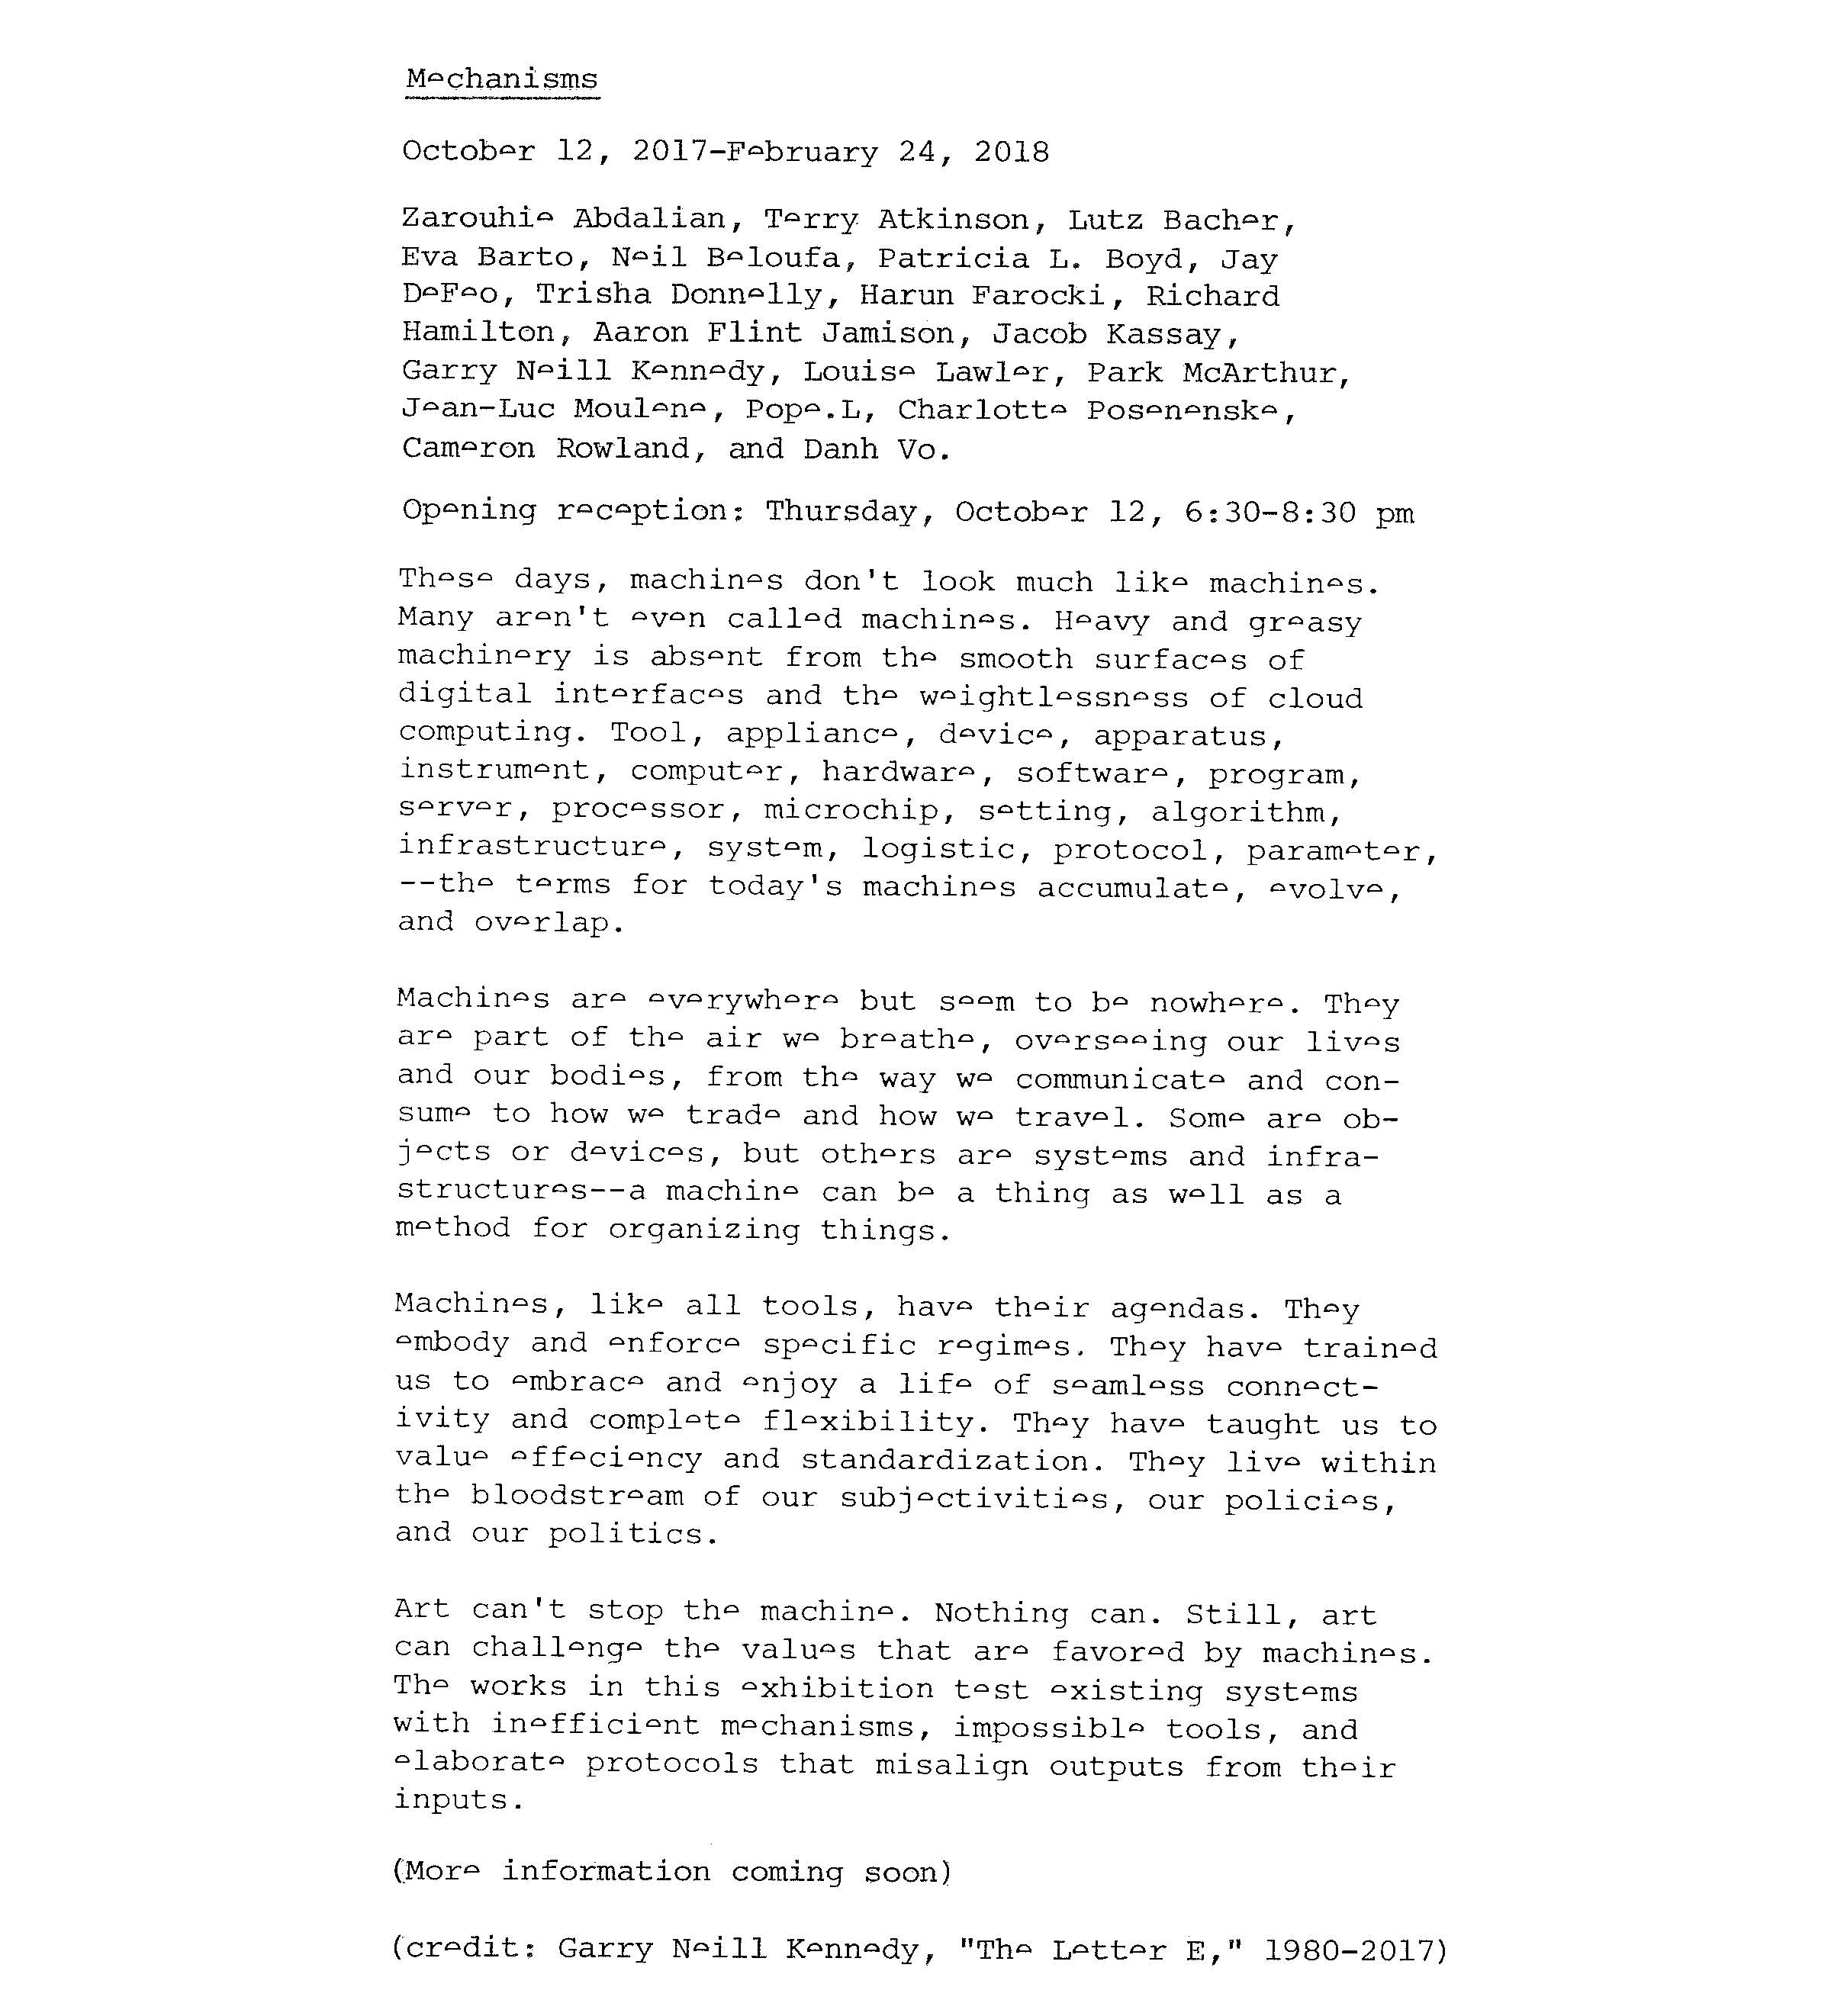 Mechanisms
October 12, 2017-February 24, 2018
Zarouhie Abdalian, Terry Atkinson, Lutz Bacher,
Eva Barto, Neil Beloufa, Patricia L. Boyd, Jay
DeFeo, Trisha Donnelly, Harun Farocki, Richard
Hamilton, Aaron Flint Jamison, Jacob Kassay,
Garry Neill Kennedy, Louise Lawler, Park McArthur,
Jean-Luc Moulene, Pope.L, Charlotte Posenenske,
Cameron Rowland, and Danh Vo.
Opening reception: Thursday, October 12, 6:30-8:30 pm
These days, machines don't look much like machines.
Many aren't even called machines. Heavy and greasy
machinery is absent from the smooth surfaces of
digital interfaces and the weightlessness of cloud
computing. Tool, appliance, device, apparatus,
instrument, computer, hardware, software, program,
server, processor, microchip, setting, algorithm,
infrastructure, system, logistic, protocol, parameter,
--the terms for today's machines accumulate, evolve,
and overlap.
Machines are everywhere but seem to be nowhere. They
are part of the air we breathe, overseeing our lives
and our bodies, from the way we communicate and con-
sume to how we trade and how we travel. Some are ob-
jects or devices, but others are systems and infra-
structures--a machine can be a thing as well as a
method for organizing things.
Machines, like all tools, have their agendas. They
embody and enforce specific regimes. They have trained
us to embrace and enjoy a life of seamless connect-
ivity and complete flexibility. They have taught us to
value effeciency and standardization. They live within
the bloodstream of our subjectivities, our policies,
and our politics.
Art can't stop the machine. Nothing can. Still, art
can challenge the values that are favored by machines.
The works in this exhibition test existing systems
with inefficient mechanisms, impossible tools, and
elaborate protocols that misalign outputs from their
inputs.
(More information coming soon)
(credit: Garry Neill Kennedy, "The Letter E," 1980-2017)